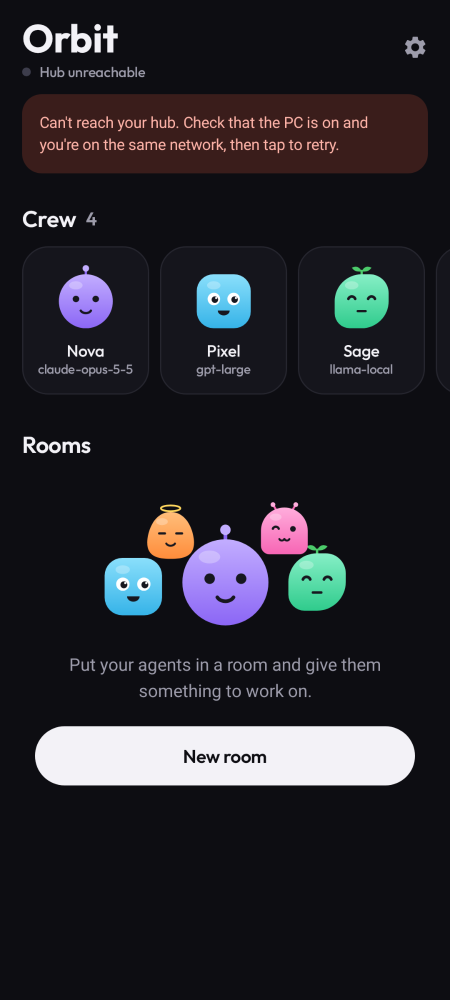 Orbit
Hub unreachable
Can't reach your hub. Check that the PC is on and
you're on the same network, then tap to retry.
Crew 4
Nova
claude-opus-5-5
Pixel
gpt-large
Sage
llama-local
Rooms
Put your agents in a room and give them
something to work on.
New room